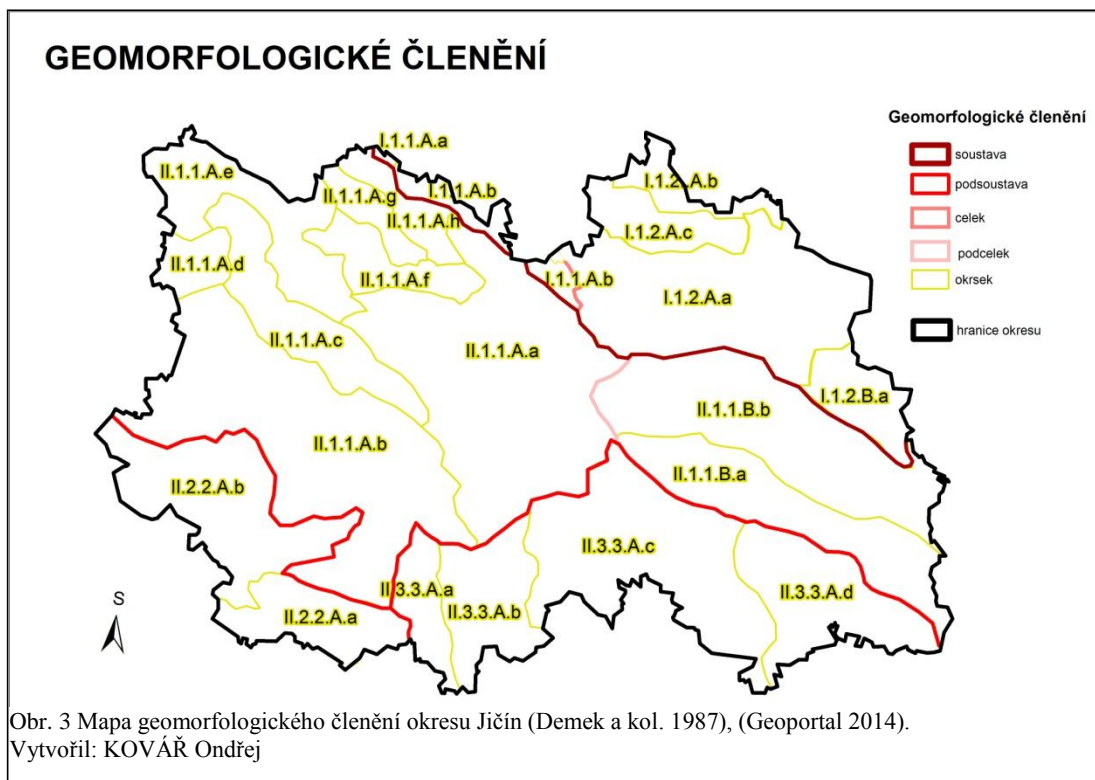 GEOMORFOLOGICKÉ ČLENĚNÍ
Geomorfologické členění
soustava
podsoustava
celek
podcelek
okrsek
hranice okresu
I.1.1.A.a
II.1.1.A.e
I.1.1.A.b
II.1.1.A.g
I.1.2.A.b
II.1.1.A.h
I.1.2.A.c
II.1.1.A.d
II.1.1.A.f
I.1.1.A.b
I.1.2.A.a
II.1.1.A.c
II.1.1.A.a
I.1.2.B.a
II.1.1.B.b
II.1.1.A.b
II.1.1.B.a
II.2.2.A.b
II.3.3.A.c
II.3.3.A.a
II.3.3.A.d
II.2.2.A.a
II.3.3.A.b
S
Obr. 3 Mapa geomorfologického členění okresu Jičín (Demek a kol. 1987), (Geoportal 2014).
Vytvořil: KOVÁŘ Ondřej